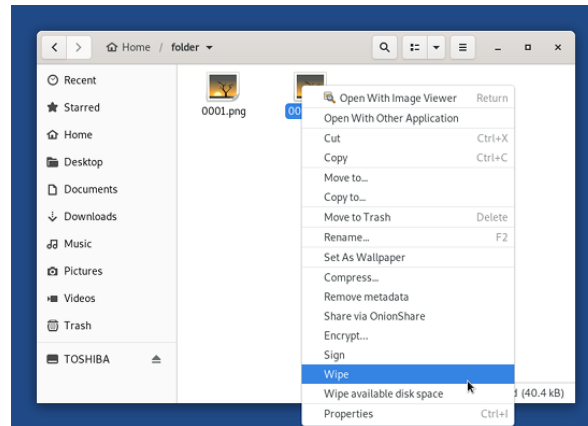 Home / folder
Recent
Starred
Home
Desktop
Documents
Downloads
Music
Pictures
Videos
Trash
TOSHIBA
0001.png
00
Open With Image Viewer Return
Open With Other Application
Cut Ctrl+X
Copy Ctrl+C
Move to...
Copy to...
Move to Trash Delete
Rename... F2
Set As Wallpaper
Compress...
Remove metadata
Share via OnionShare
Encrypt...
Sign
Wipe
Wipe available disk space
Properties Ctrl+I
(40.4 kB)